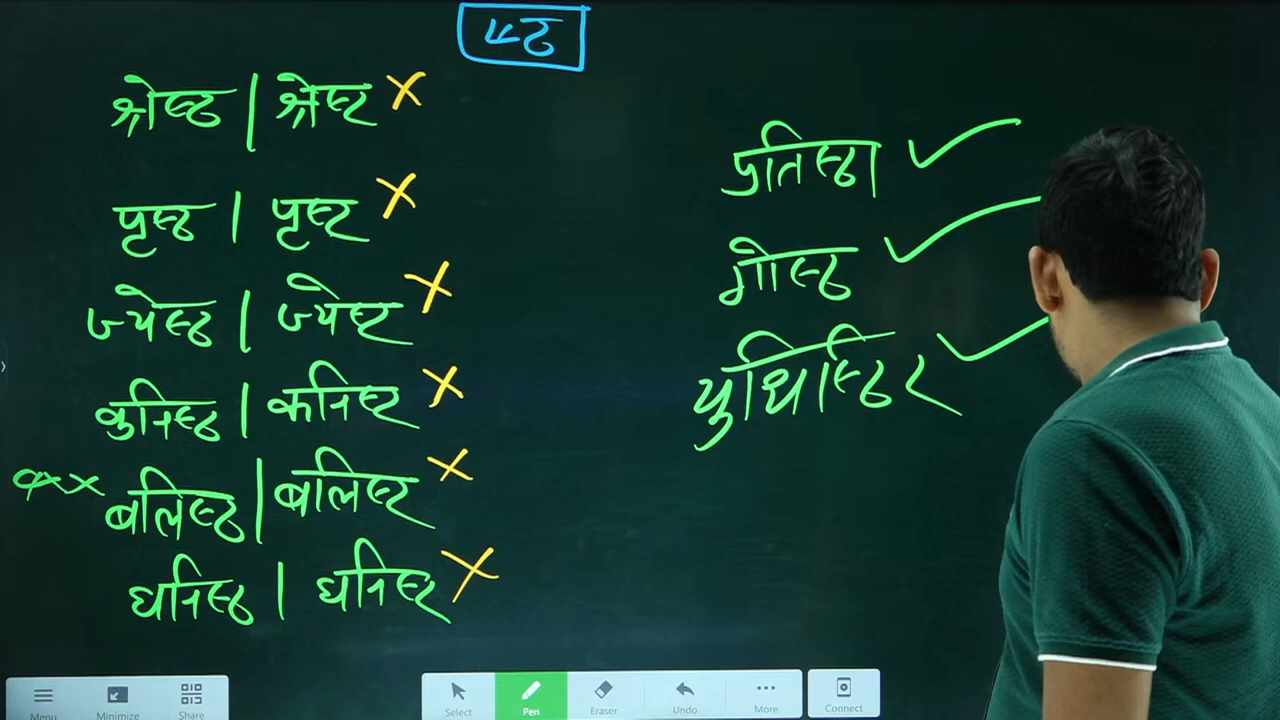 ष्ठ
श्रेष्ठ | श्रेष्ट ×
पृष्ठ | पृष्ट ×
ज्येष्ठ | ज्येष्ट ×
कनिष्ठ | कनिष्ट ×
×× बलिष्ठ | बलिष्ट ×
घनिष्ठ | घनिष्ट ×
प्रतिष्ठा ✓
गोष्ठ ✓
युधिष्ठिर ✓
Menu Minimize Share Select Pen Eraser Undo More Connect